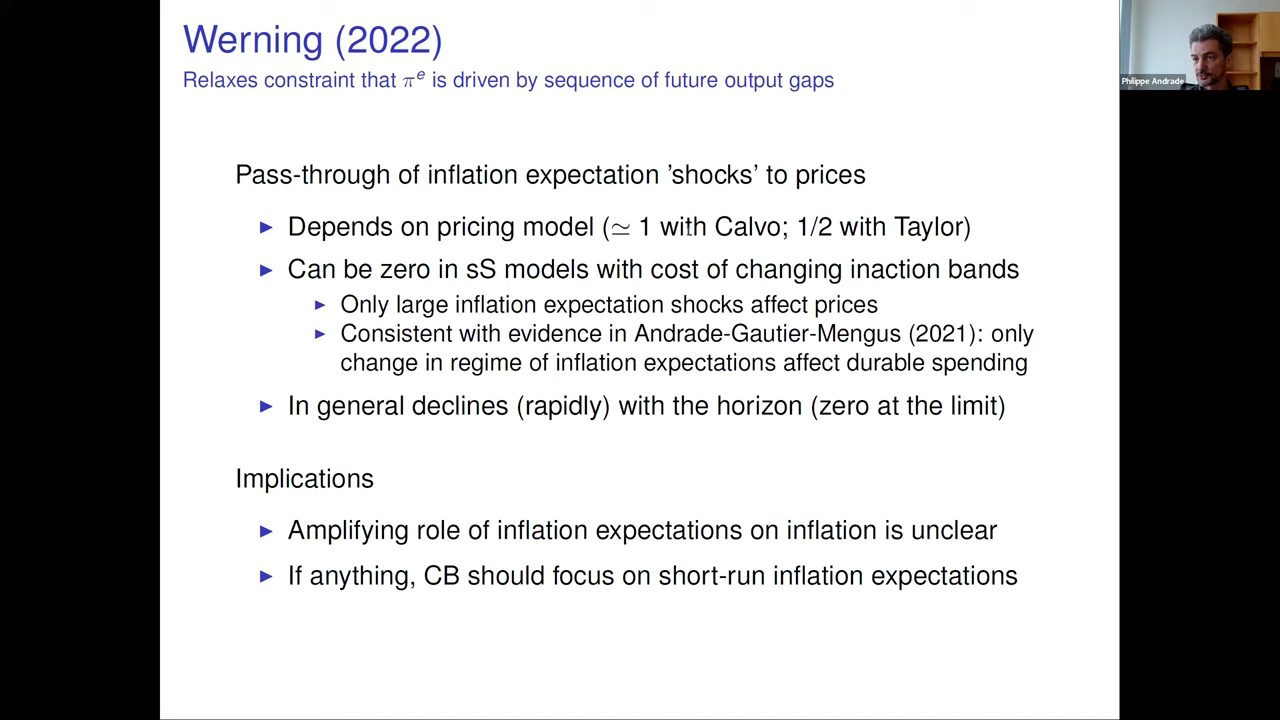 Werning (2022)
Relaxes constraint that πᵉ is driven by sequence of future output gaps
Philippe Andrade
Pass-through of inflation expectation 'shocks' to prices
▶ Depends on pricing model (≃ 1 with Calvo; 1/2 with Taylor)
▶ Can be zero in sS models with cost of changing inaction bands
▶ Only large inflation expectation shocks affect prices
▶ Consistent with evidence in Andrade-Gautier-Mengus (2021): only
change in regime of inflation expectations affect durable spending
▶ In general declines (rapidly) with the horizon (zero at the limit)
Implications
▶ Amplifying role of inflation expectations on inflation is unclear
▶ If anything, CB should focus on short-run inflation expectations